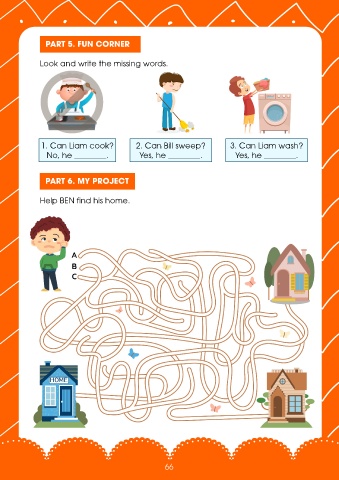 PART 5. FUN CORNER
Look and write the missing words.
1. Can Liam cook?
No, he ________.
2. Can Bill sweep?
Yes, he ________.
3. Can Liam wash?
Yes, he ________.
PART 6. MY PROJECT
Help BEN find his home.
A
B
C
HOME
66